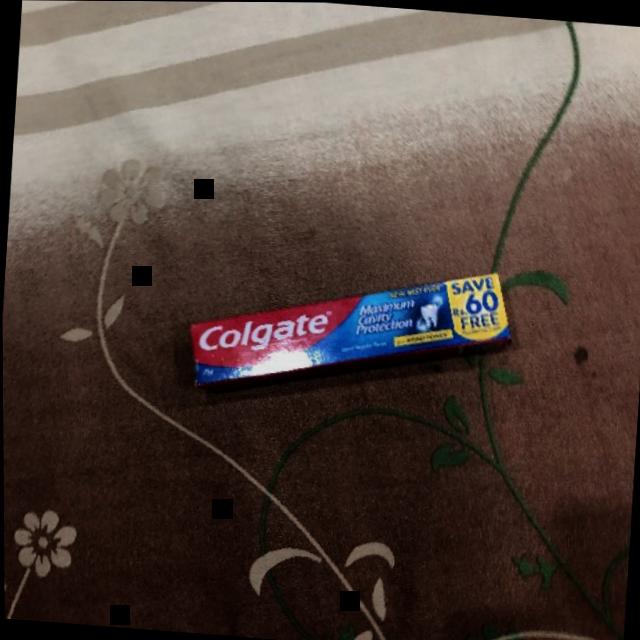 Colgate
Maximum
Cavity
Protection
SAVE
Rs.60
FREE